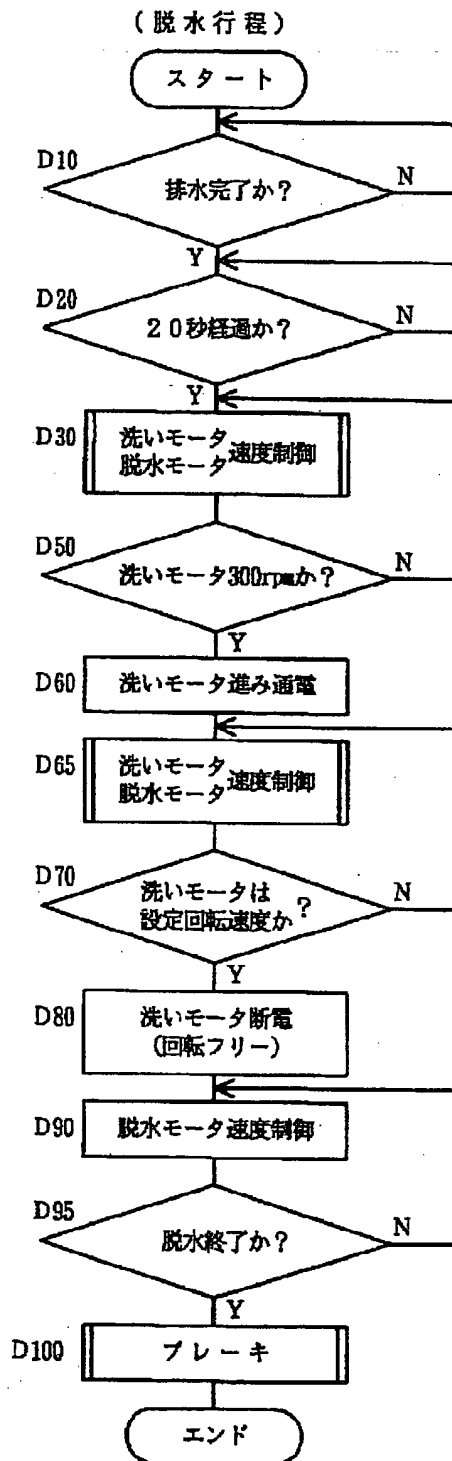 (脱水行程)
スタート
D10
排水完了か?
N
Y
D20
20秒経過か?
N
Y
D30
洗いモータ
脱水モータ
速度制御
D50
洗いモータ300rpmか?
N
Y
D60
洗いモータ進み通電
D65
洗いモータ
脱水モータ
速度制御
D70
洗いモータは
設定回転速度か
?
N
Y
D80
洗いモータ断電
(回転フリー)
D90
脱水モータ速度制御
D95
脱水終了か?
N
Y
D100
ブレーキ
エンド